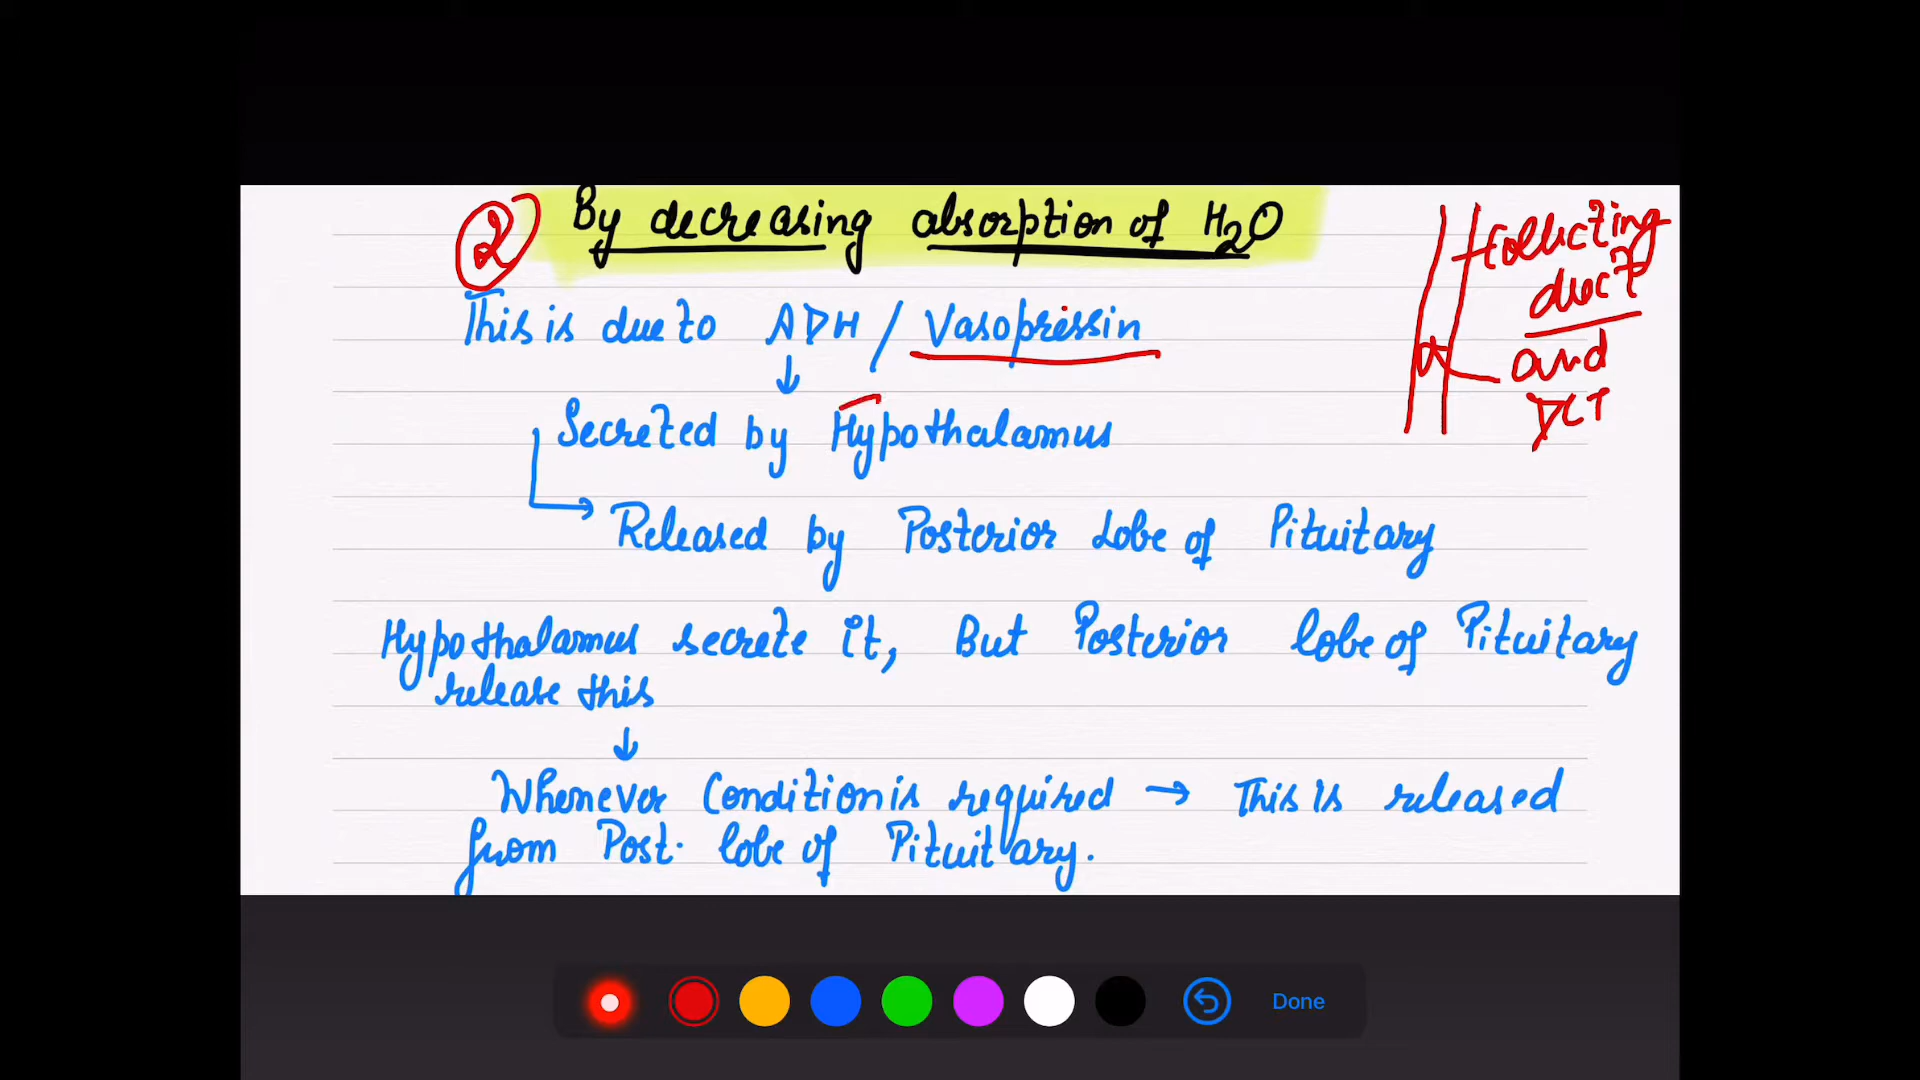 2 By decreasing absorption of H2O
This is due to ADH / Vasopressin
Secreted by Hypothalamus
Released by Posterior Lobe of Pituitary
Hypothalamus secrete it, But Posterior lobe of Pituitary
release this
Whenever Condition is required → This is released
from Post. lobe of Pituitary.
Collecting
duct
and
DCT
Done